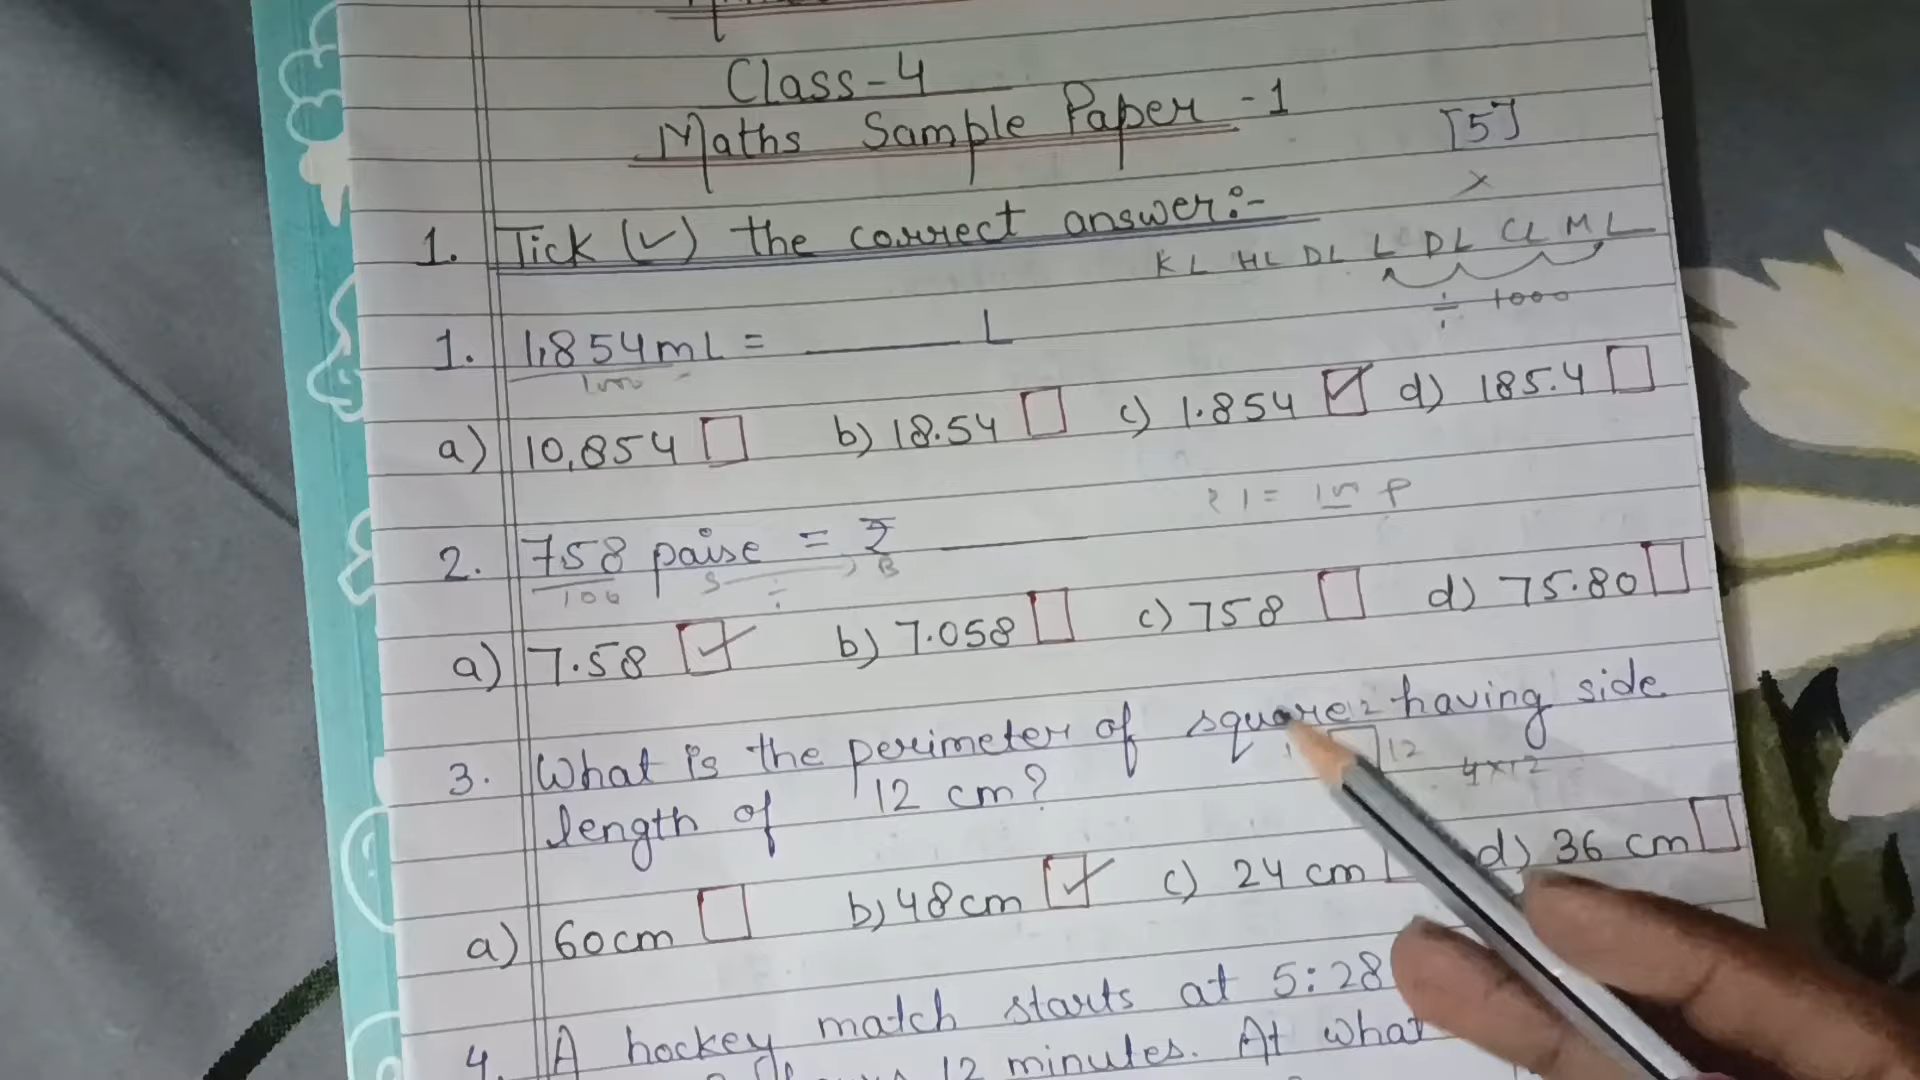 Class-4
Maths Sample Paper -1
[5]
1. Tick (✓) the correct answer:-
×
KL HL DL L DL CL ML
÷ 1000
1. 1,854mL = ______ L
1000
a) 10,854 b) 18.54 c) 1.854 ✓ d) 185.4
₹1 = 100 P
2. 758 paise = ₹ ______
100 S ÷ B
a) 7.58 ✓ b) 7.058 c) 758 d) 75.80
3. What is the perimeter of square having side
12
12
4×12
length of 12 cm?
a) 60cm b) 48cm ✓ c) 24 cm d) 36 cm
4. A hockey match starts at 5:28
12 minutes. At what